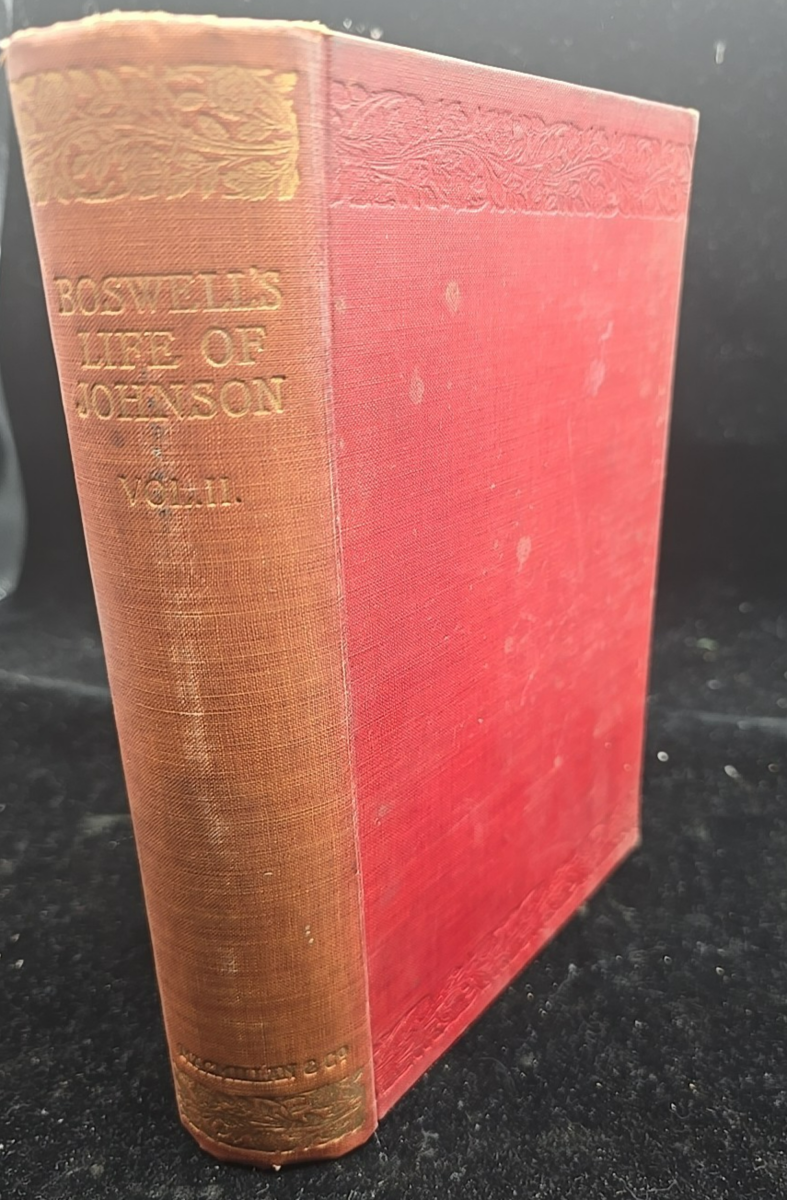 BOSWELL'S
LIFE OF
JOHNSON
VOL. II.
MACMILLAN & Co